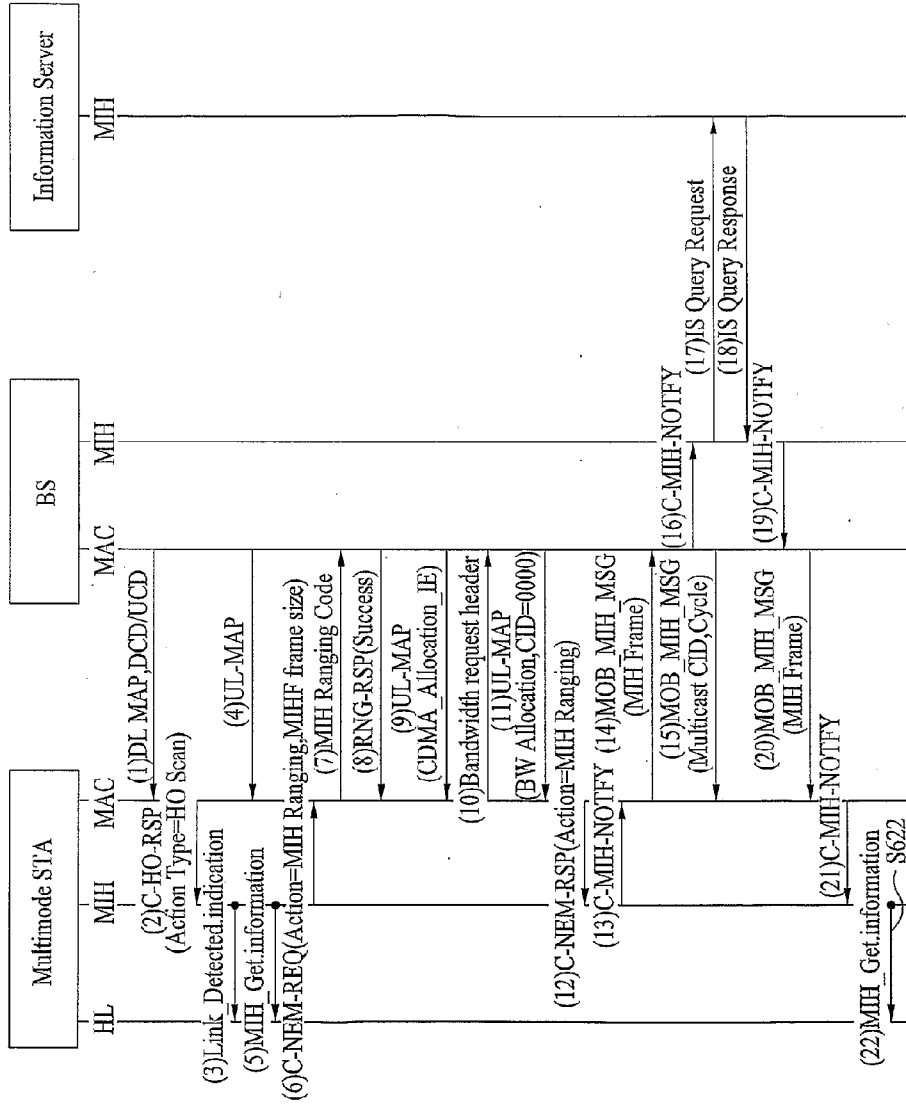 Multimode STA
BS
Information Server
HL
MIH
MAC
MAC
MIH
MIH
(1)DL MAP,DCD/UCD
(2)C-HO-RSP
(Action Type=HO Scan)
(3)Link_Detected.indication
(4)UL-MAP
(5)MIH_Get.information
(6)C-NEM-REQ(Action=MIH Ranging,MIHF frame size)
(7)MIH Ranging Code
(8)RNG-RSP(Success)
(9)UL-MAP
(CDMA_Allocation_IE)
(10)Bandwidth request header
(11)UL-MAP
(BW Allocation,CID=0000)
(12)C-NEM-RSP(Action=MIH Ranging)
(13)C-MIH-NOTFY
(14)MOB_MIH_MSG
(MIH Frame)
(15)MOB_MIH_MSG
(Multicast CID,Cycle)
(16)C-MIH-NOTFY
(17)IS Query Request
(18)IS Query Response
(19)C-MIH-NOTFY
(20)MOB_MIH_MSG
(MIH Frame)
(21)C-MIH-NOTFY
(22)MIH_Get.information
S622